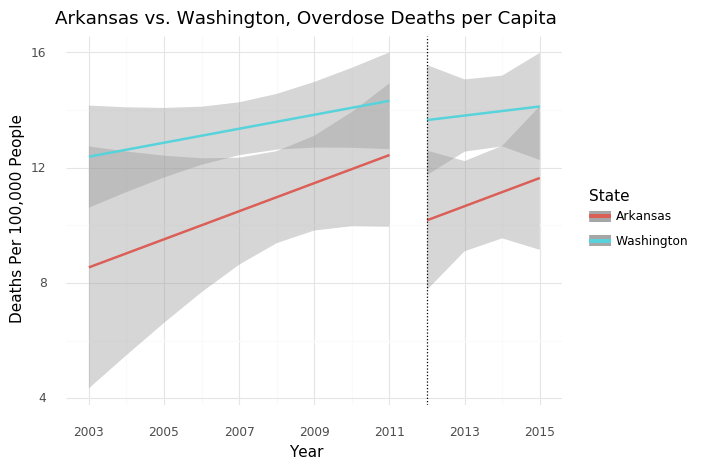 Arkansas vs. Washington, Overdose Deaths per Capita
Deaths Per 100,000 People
16
12
8
4
2003 2005 2007 2009 2011 2013 2015
Year
State
Arkansas
Washington